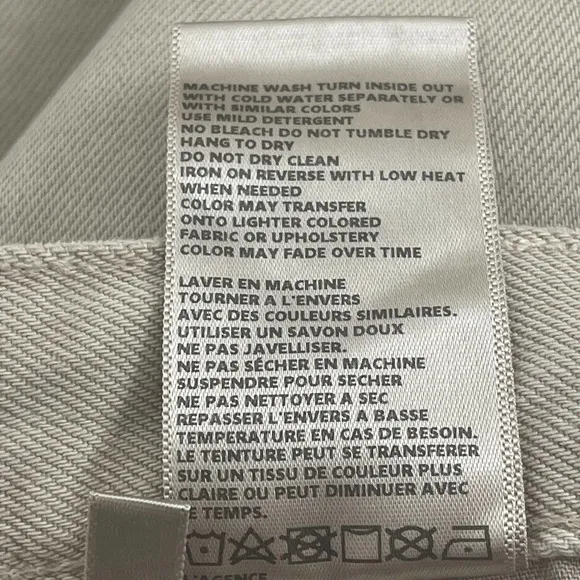 MACHINE WASH TURN INSIDE OUT
WITH COLD WATER SEPARATELY OR
WITH SIMILAR COLORS
USE MILD DETERGENT
NO BLEACH DO NOT TUMBLE DRY
HANG TO DRY
DO NOT DRY CLEAN
IRON ON REVERSE WITH LOW HEAT
WHEN NEEDED
COLOR MAY TRANSFER
ONTO LIGHTER COLORED
FABRIC OR UPHOLSTERY
COLOR MAY FADE OVER TIME
LAVER EN MACHINE
TOURNER A L'ENVERS
AVEC DES COULEURS SIMILAIRES.
UTILISER UN SAVON DOUX
NE PAS JAVELLISER.
NE PAS SÉCHER EN MACHINE
SUSPENDRE POUR SECHER
NE PAS NETTOYER A SEC
REPASSER L'ENVERS A BASSE
TEMPERATURE EN CAS DE BESOIN.
LE TEINTURE PEUT SE TRANSFERER
SUR UN TISSU DE COULEUR PLUS
CLAIRE OU PEUT DIMINUER AVEC
E TEMPS.
L'AGENCE